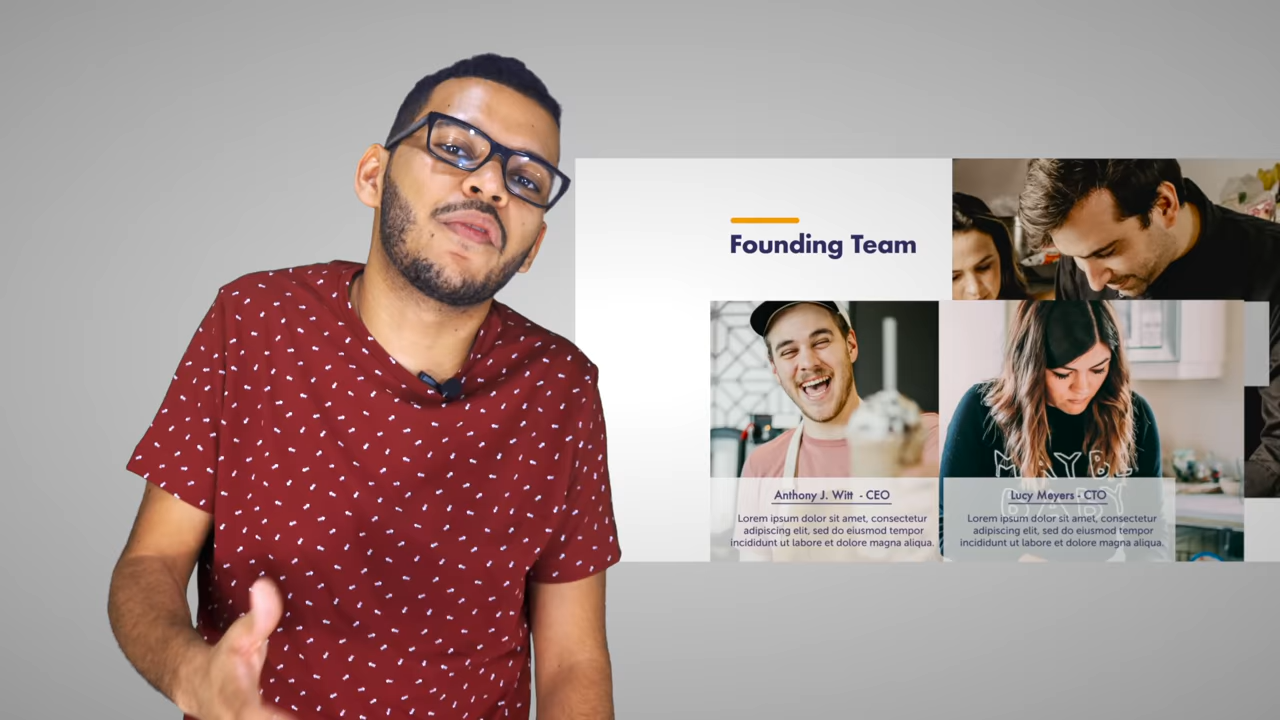 Founding Team
Anthony J. Witt - CEO
Lorem ipsum dolor sit amet, consectetur
adipiscing elit, sed do eiusmod tempor
incididunt ut labore et dolore magna aliqua.
Lucy Meyers - CTO
Lorem ipsum dolor sit amet, consectetur
adipiscing elit, sed do eiusmod tempor
incididunt ut labore et dolore magna aliqua.
MAYBE
BABY